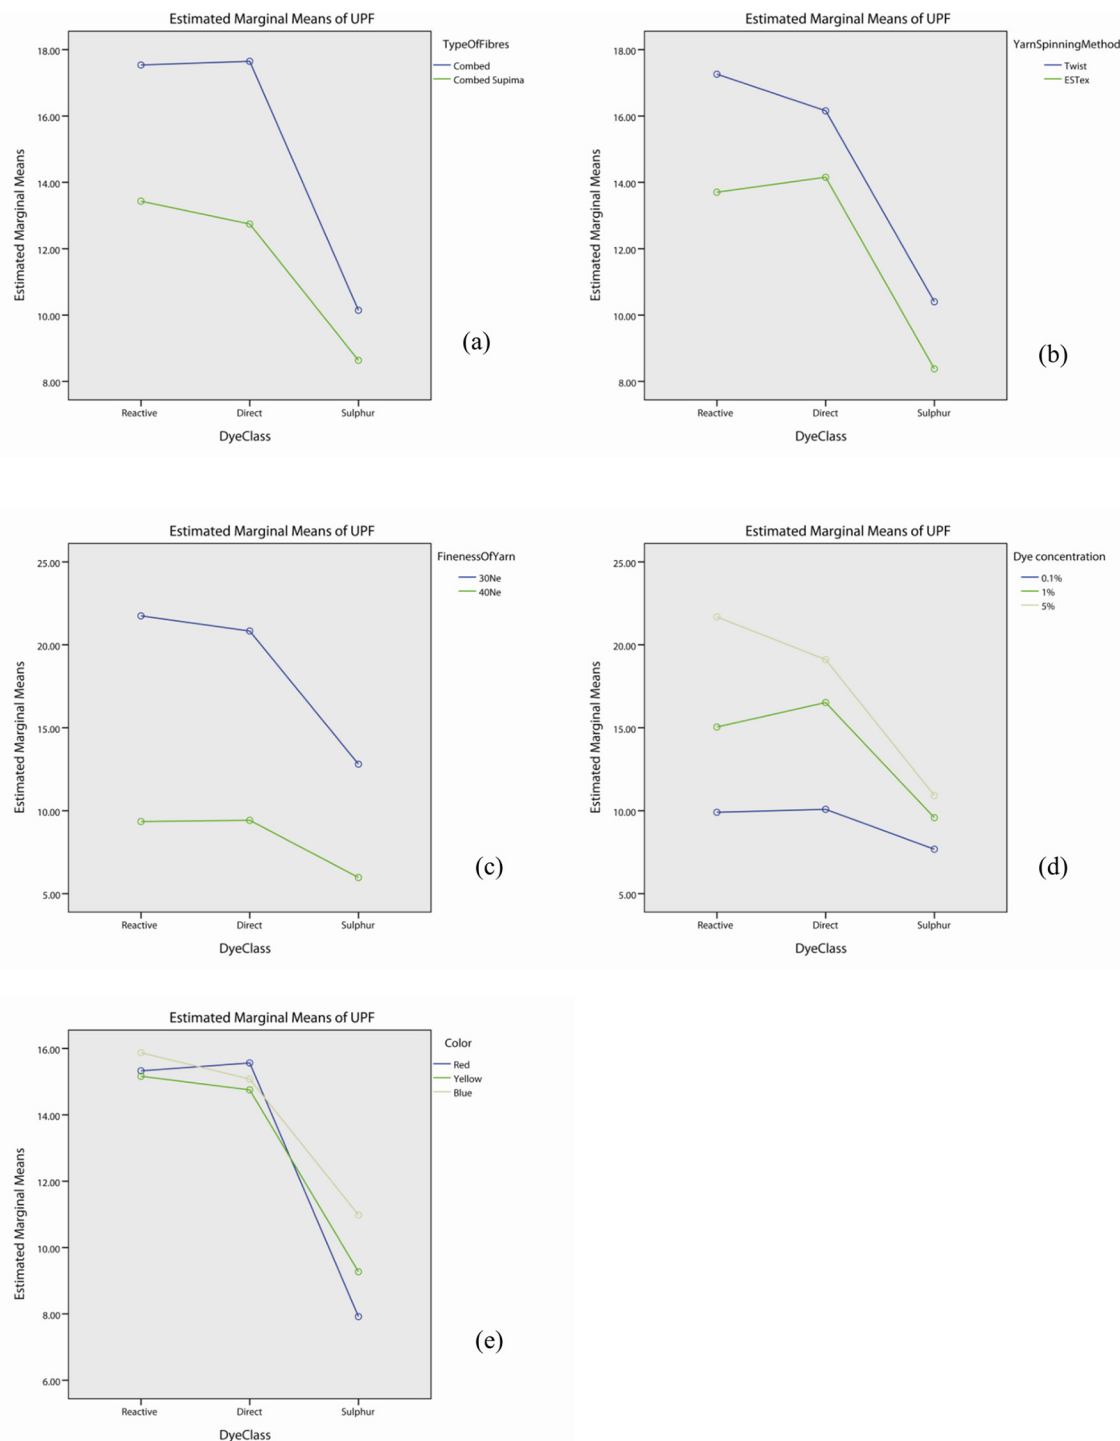 Estimated Marginal Means of UPF
TypeOfFibres
Combed
Combed Supima
18.00
16.00
14.00
12.00
10.00
8.00
Estimated Marginal Means
Reactive Direct Sulphur
DyeClass
(a)
Estimated Marginal Means of UPF
YarnSpinningMethod
Twist
ESTex
18.00
16.00
14.00
12.00
10.00
8.00
Estimated Marginal Means
Reactive Direct Sulphur
DyeClass
(b)
Estimated Marginal Means of UPF
FinenessOfYarn
30Ne
40Ne
25.00
20.00
15.00
10.00
5.00
Estimated Marginal Means
Reactive Direct Sulphur
DyeClass
(c)
Estimated Marginal Means of UPF
Dye concentration
0.1%
1%
5%
25.00
20.00
15.00
10.00
5.00
Estimated Marginal Means
Reactive Direct Sulphur
DyeClass
(d)
Estimated Marginal Means of UPF
Color
Red
Yellow
Blue
16.00
14.00
12.00
10.00
8.00
6.00
Estimated Marginal Means
Reactive Direct Sulphur
DyeClass
(e)